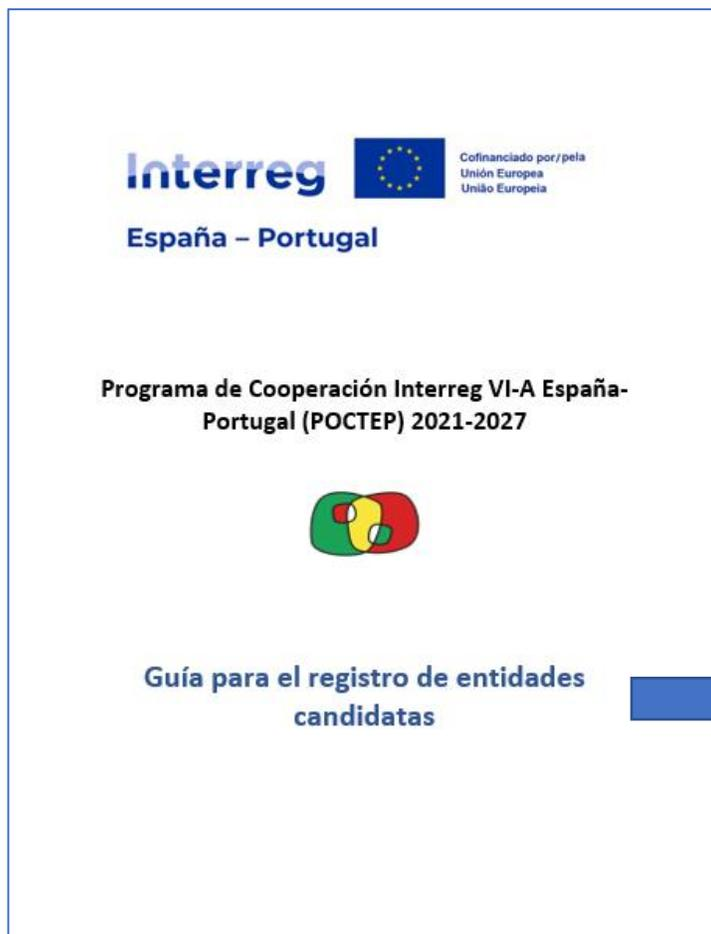 Interreg
Cofinanciado por/pela
Unión Europea
União Europeia
España – Portugal
Programa de Cooperación Interreg VI-A España-
Portugal (POCTEP) 2021-2027
Guía para el registro de entidades
candidatas